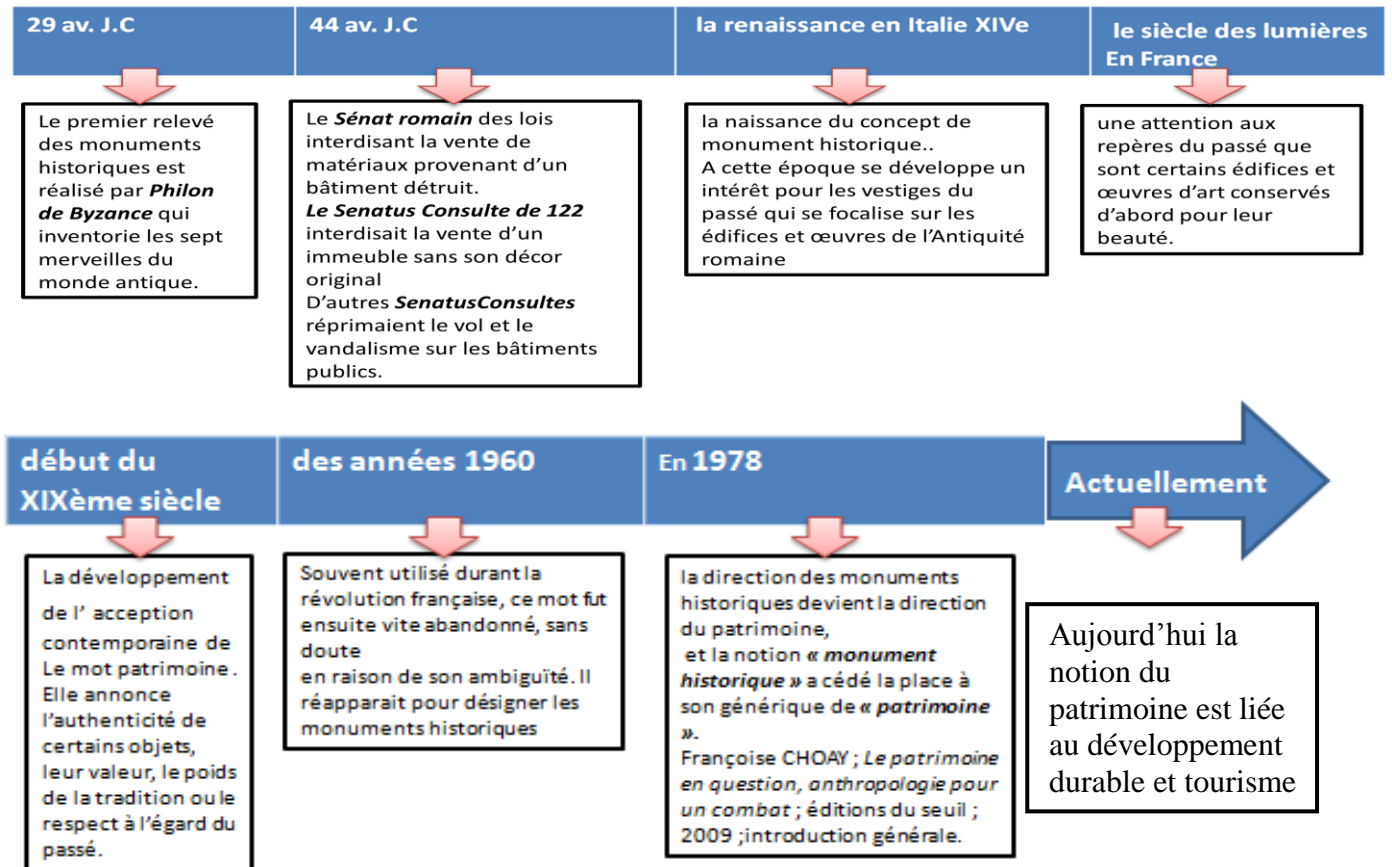 29 av. J.C
Le premier relevé
des monuments
historiques est
réalisé par Philon
de Byzance qui
inventorie les sept
merveilles du
monde antique.
44 av. J.C
Le Sénat romain des lois
interdisant la vente de
matériaux provenant d’un
bâtiment détruit.
Le Senatus Consulte de 122
interdisait la vente d’un
immeuble sans son décor
original
D’autres SenatusConsultes
réprimaient le vol et le
vandalisme sur les bâtiments
publics.
la renaissance en Italie XIVe
la naissance du concept de
monument historique..
A cette époque se développe un
intérêt pour les vestiges du
passé qui se focalise sur les
édifices et œuvres de l’Antiquité
romaine
le siècle des lumières
En France
une attention aux
repères du passé que
sont certains édifices et
œuvres d’art conservés
d’abord pour leur
beauté.
début du
XIXème siècle
La développement
de l’ acception
contemporaine de
Le mot patrimoine .
Elle annonce
l’authenticité de
certains objets,
leur valeur, le poids
de la tradition ou le
respect à l’égard du
passé.
des années 1960
Souvent utilisé durant la
révolution française, ce mot fut
ensuite vite abandonné, sans
doute
en raison de son ambiguïté. Il
réapparait pour désigner les
monuments historiques
En 1978
la direction des monuments
historiques devient la direction
du patrimoine,
et la notion « monument
historique » a cédé la place à
son générique de « patrimoine
».
Françoise CHOAY ; Le patrimoine
en question, anthropologie pour
un combat ; éditions du seuil ;
2009 ;introduction générale.
Actuellement
Aujourd’hui la
notion du
patrimoine est liée
au développement
durable et tourisme